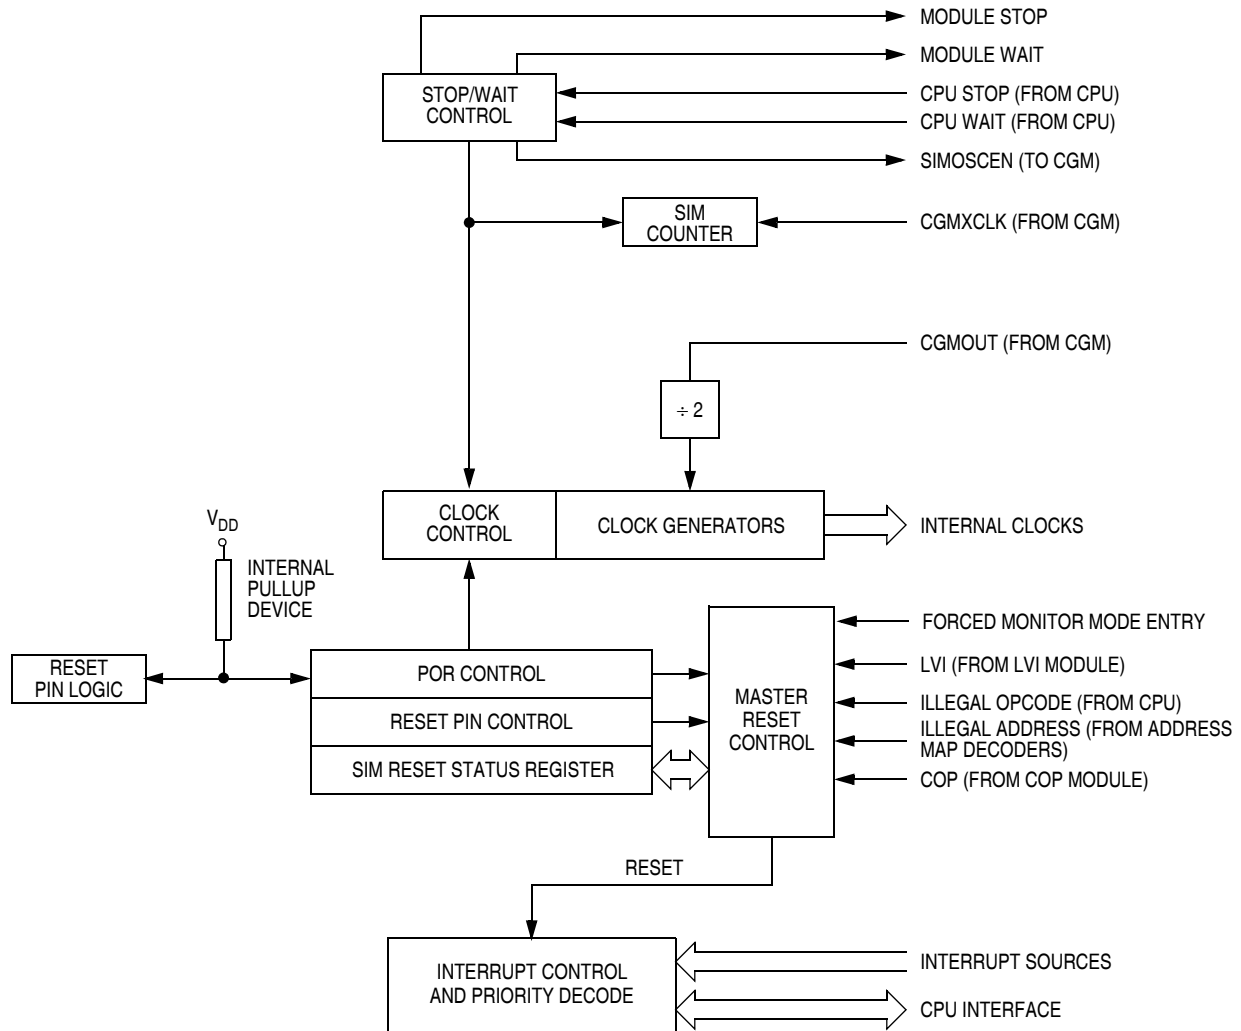 MODULE STOP
MODULE WAIT
STOP/WAIT
CONTROL
CPU STOP (FROM CPU)
CPU WAIT (FROM CPU)
SIMOSCEN (TO CGM)
SIM
COUNTER
CGMXCLK (FROM CGM)
CGMOUT (FROM CGM)
÷ 2
CLOCK
CONTROL
CLOCK GENERATORS
INTERNAL CLOCKS
VDD
INTERNAL
PULLUP
DEVICE
RESET
PIN LOGIC
POR CONTROL
RESET PIN CONTROL
SIM RESET STATUS REGISTER
MASTER
RESET
CONTROL
FORCED MONITOR MODE ENTRY
LVI (FROM LVI MODULE)
ILLEGAL OPCODE (FROM CPU)
ILLEGAL ADDRESS (FROM ADDRESS
MAP DECODERS)
COP (FROM COP MODULE)
RESET
INTERRUPT CONTROL
AND PRIORITY DECODE
INTERRUPT SOURCES
CPU INTERFACE